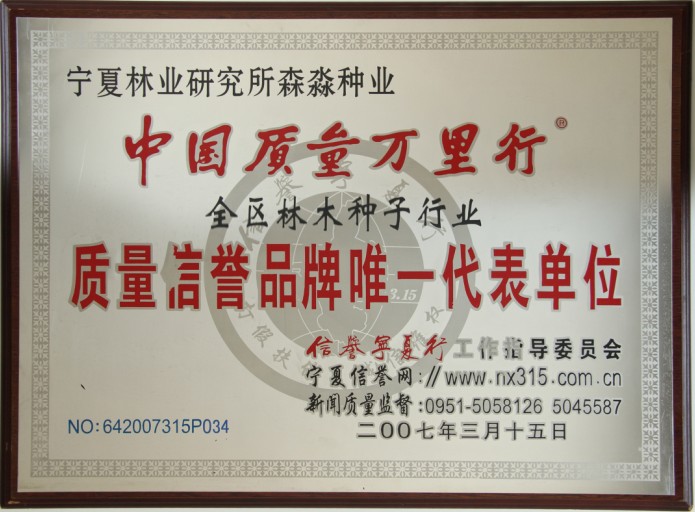 宁夏林业研究所森淼种业
中国质量万里行®
全区林木种子行业
质量信誉品牌唯一代表单位
信誉宁夏行工作指导委员会
宁夏信誉网://www.nx315.com.cn
新闻质量监督:0951-5058126 5045587
NO:642007315P034
二00七年三月十五日